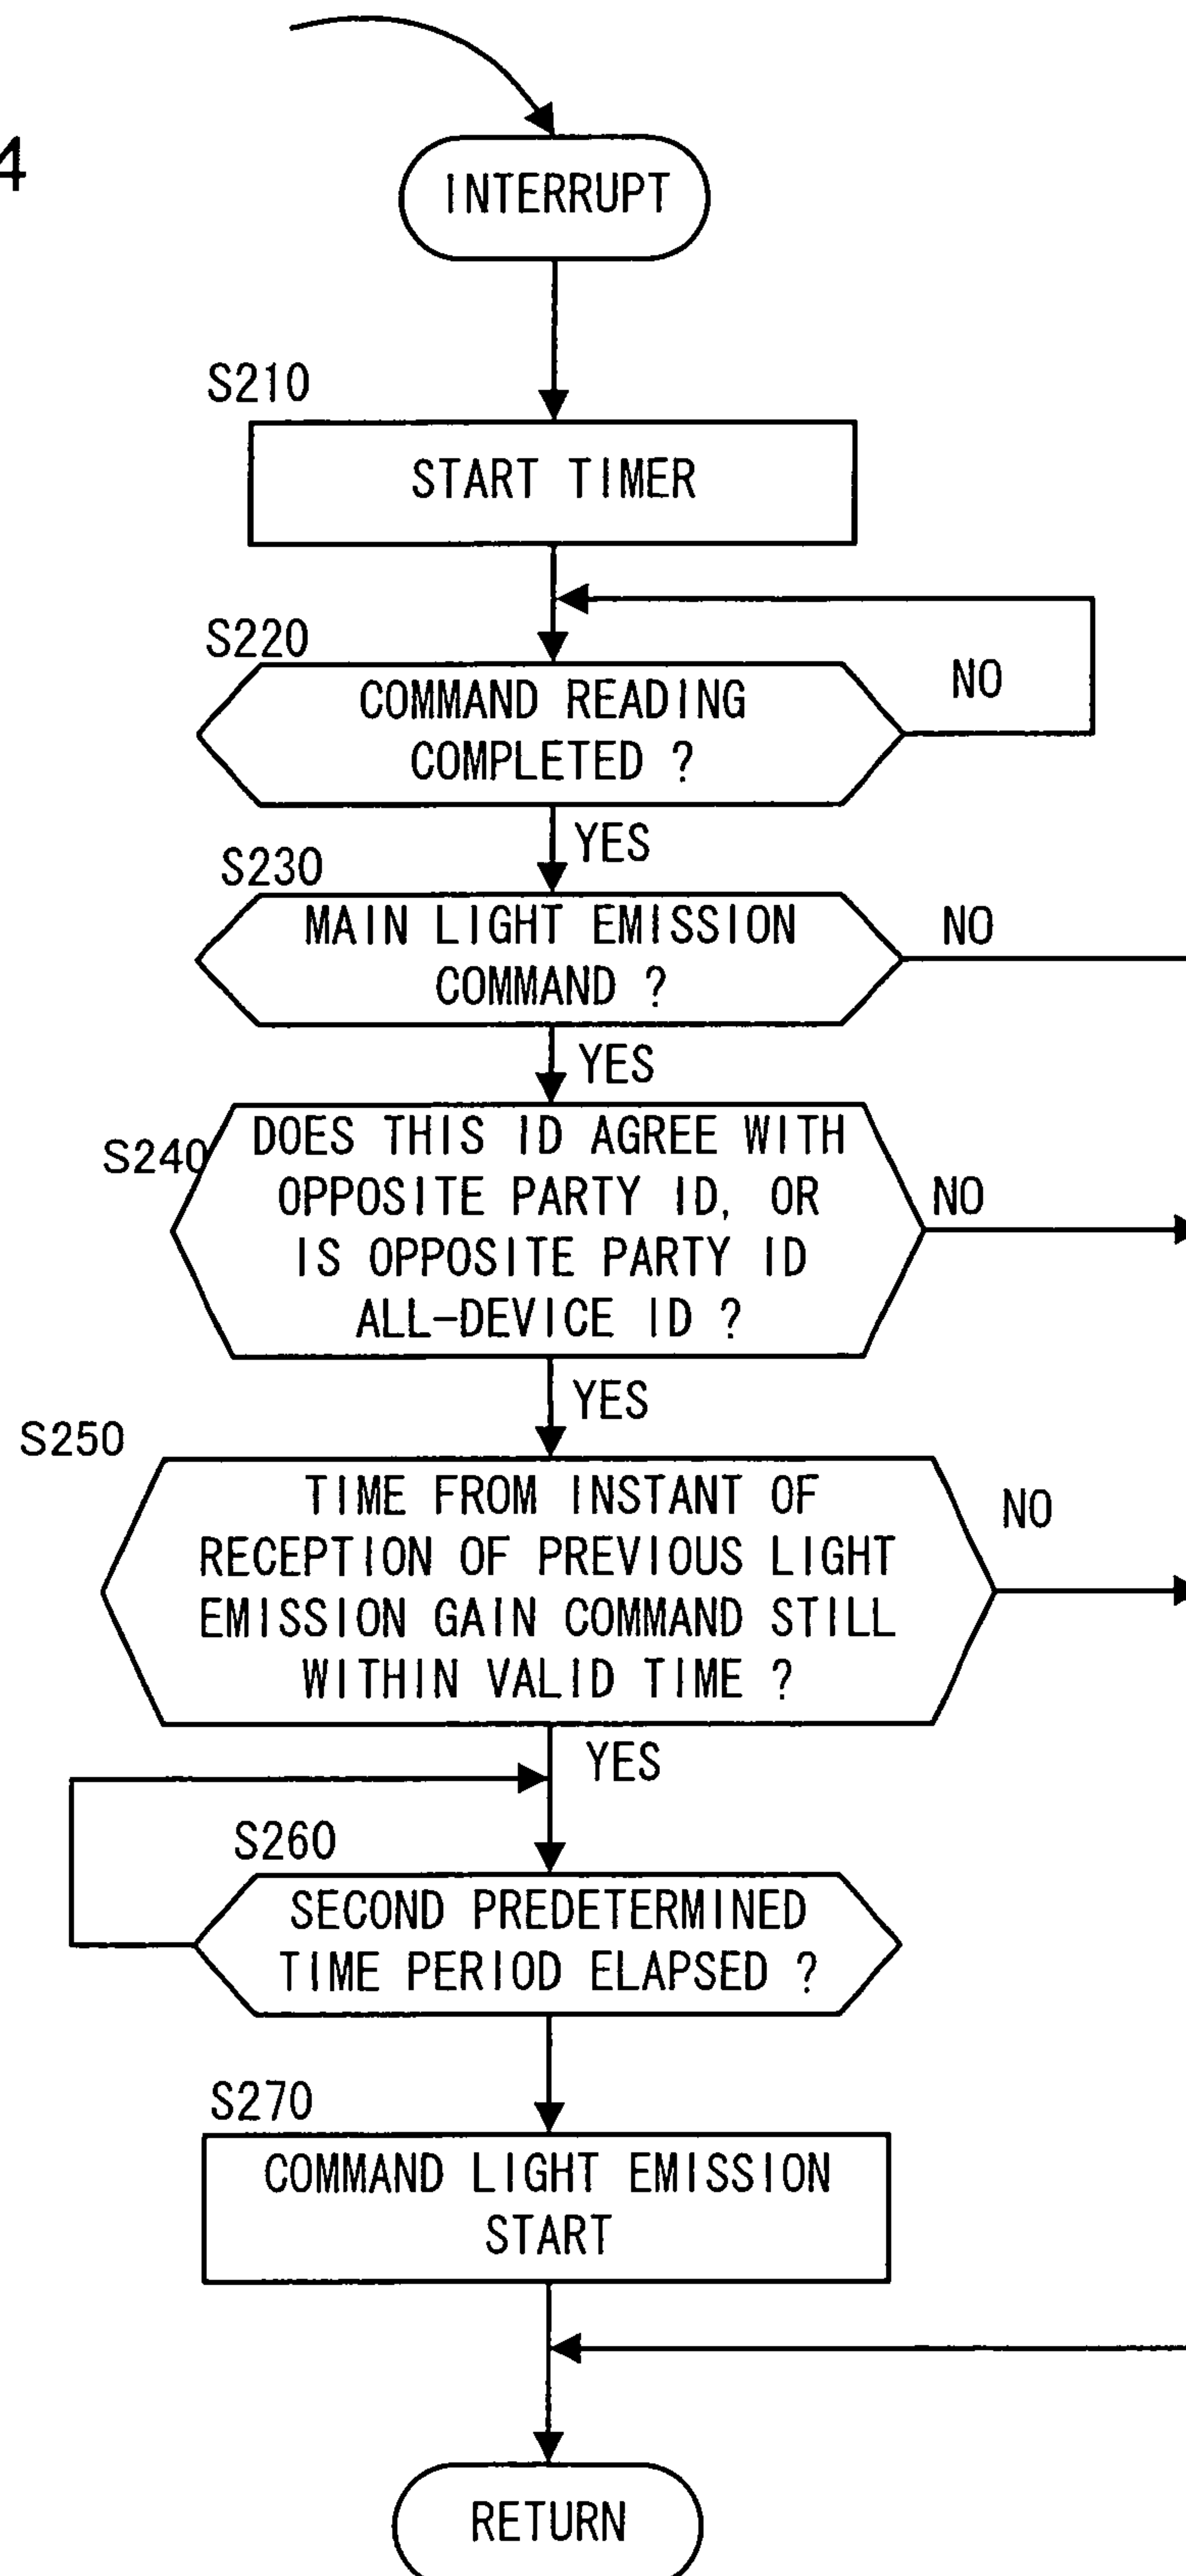 4
INTERRUPT
S210
START TIMER
S220
COMMAND READING
COMPLETED ?
NO
YES
S230
MAIN LIGHT EMISSION
COMMAND ?
NO
YES
S240
DOES THIS ID AGREE WITH
OPPOSITE PARTY ID, OR
IS OPPOSITE PARTY ID
ALL-DEVICE ID ?
NO
YES
S250
TIME FROM INSTANT OF
RECEPTION OF PREVIOUS LIGHT
EMISSION GAIN COMMAND STILL
WITHIN VALID TIME ?
NO
YES
S260
SECOND PREDETERMINED
TIME PERIOD ELAPSED ?
S270
COMMAND LIGHT EMISSION
START
RETURN